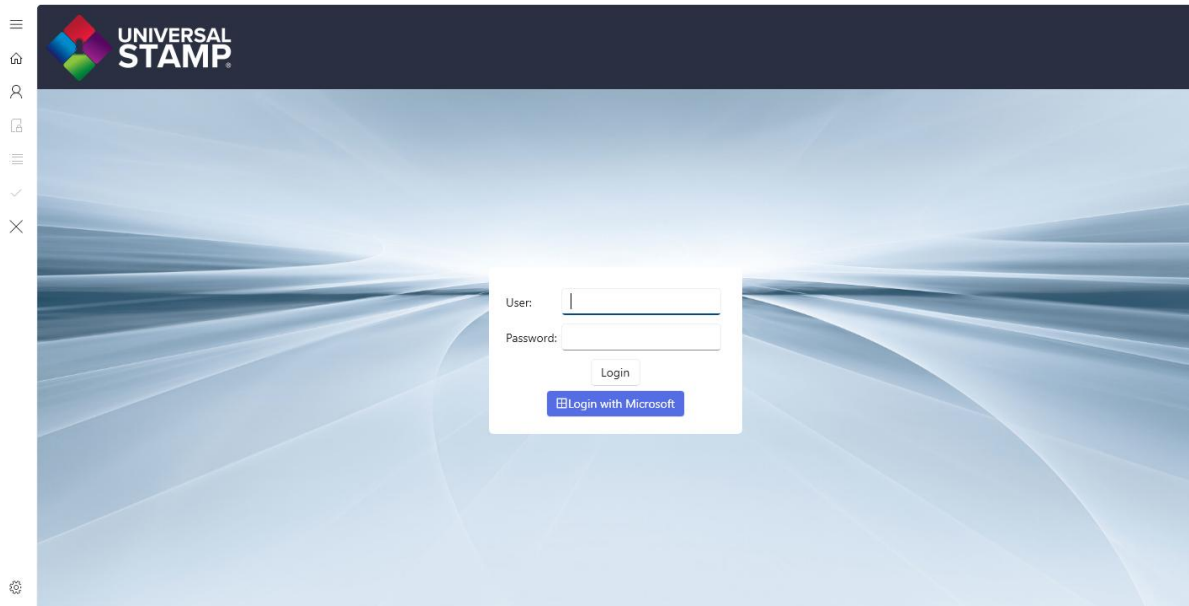 UNIVERSAL
STAMP®
User:
Password:
Login
Login with Microsoft